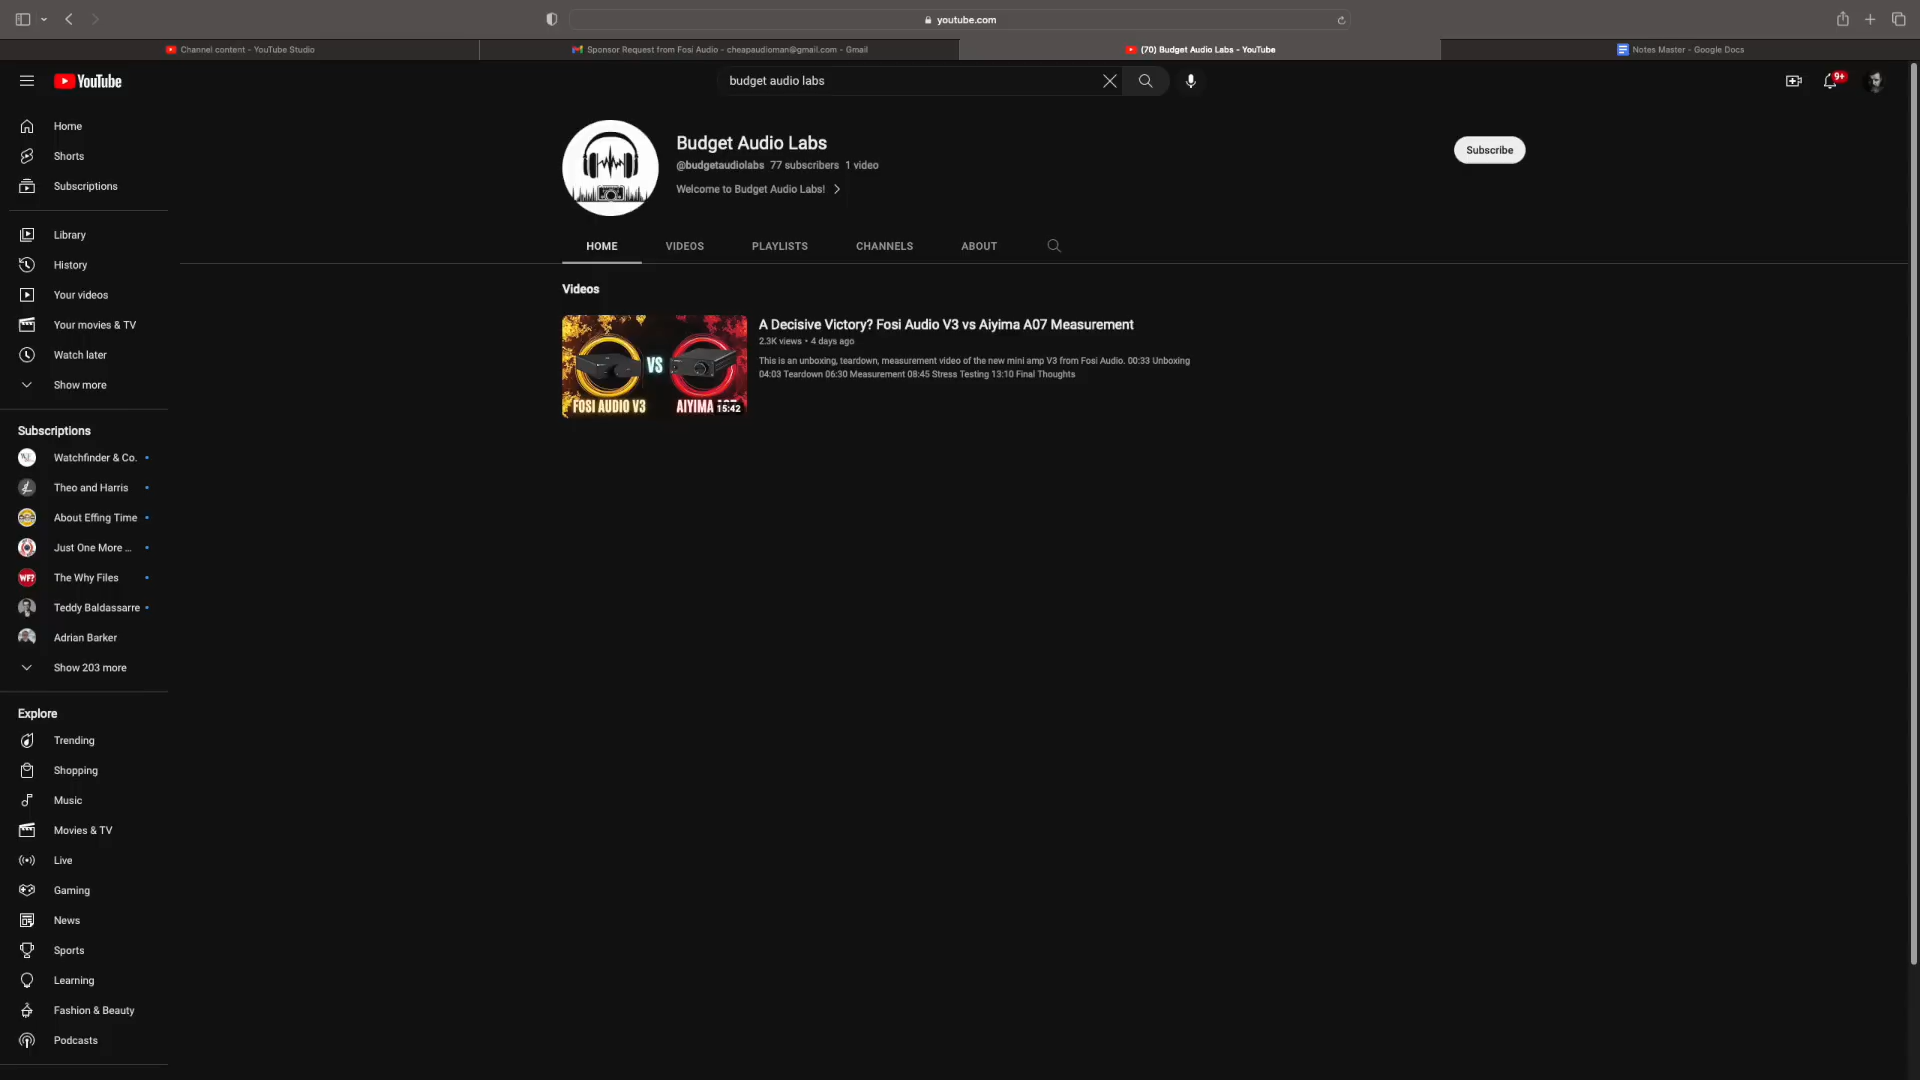 youtube.com
Channel content - YouTube Studio
Sponsor Request from Fosi Audio - cheapaudioman@gmail.com - Gmail
(70) Budget Audio Labs - YouTube
Notes Master - Google Docs
YouTube
budget audio labs
9+
Home
Shorts
Subscriptions
Library
History
Your videos
Your movies & TV
Watch later
Show more
Subscriptions
Watchfinder & Co.
Theo and Harris
About Effing Time
Just One More ...
WF?
The Why Files
Teddy Baldassarre
Adrian Barker
Show 203 more
Explore
Trending
Shopping
Music
Movies & TV
Live
Gaming
News
Sports
Learning
Fashion & Beauty
Podcasts
Budget Audio Labs
@budgetaudiolabs 77 subscribers 1 video
Welcome to Budget Audio Labs!
Subscribe
HOME
VIDEOS
PLAYLISTS
CHANNELS
ABOUT
Videos
VS
FOSI AUDIO V3
AIYIMA
15:42
A Decisive Victory? Fosi Audio V3 vs Aiyima A07 Measurement
2.3K views • 4 days ago
This is an unboxing, teardown, measurement video of the new mini amp V3 from Fosi Audio. 00:33 Unboxing
04:03 Teardown 06:30 Measurement 08:45 Stress Testing 13:10 Final Thoughts